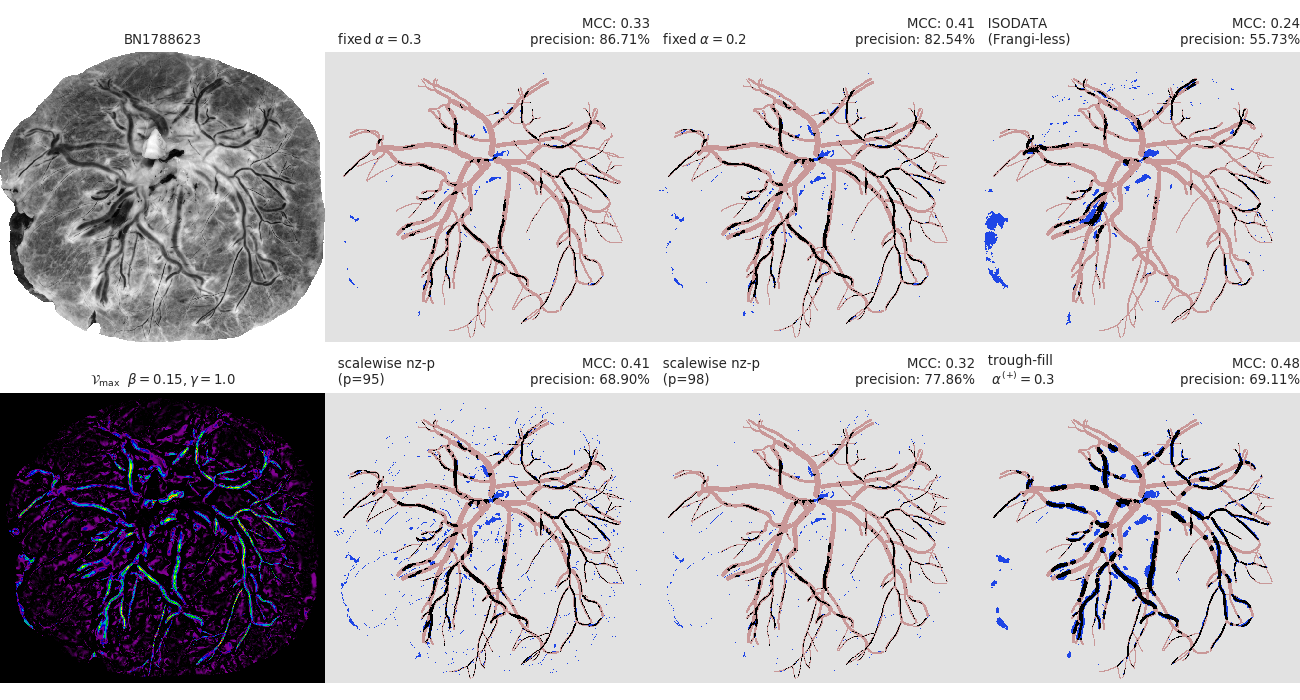 BN1788623
fixed α = 0.3
MCC: 0.33
precision: 86.71%
fixed α = 0.2
MCC: 0.41
precision: 82.54%
ISODATA
(Frangi-less)
MCC: 0.24
precision: 55.73%
𝒱max β = 0.15, γ = 1.0
scalewise nz-p
(p=95)
MCC: 0.41
precision: 68.90%
scalewise nz-p
(p=98)
MCC: 0.32
precision: 77.86%
trough-fill
α(+) = 0.3
MCC: 0.48
precision: 69.11%